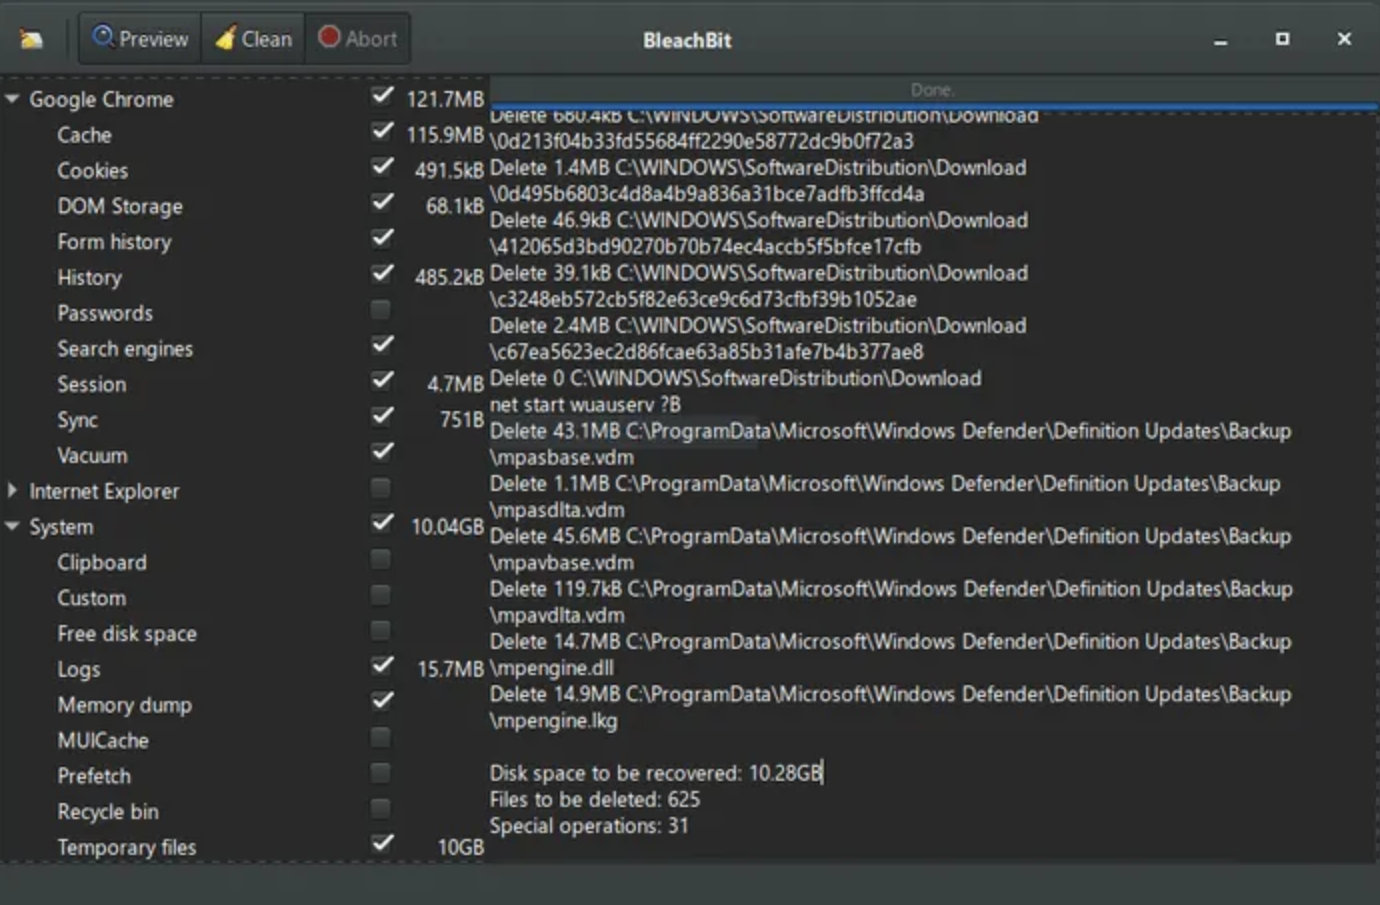 Preview
Clean
Abort
BleachBit
Google Chrome 121.7MB
Cache 115.9MB
Cookies 491.5kB
DOM Storage 68.1kB
Form history
History 485.2kB
Passwords
Search engines
Session 4.7MB
Sync 751B
Vacuum
Internet Explorer
System 10.04GB
Clipboard
Custom
Free disk space
Logs 15.7MB
Memory dump
MUICache
Prefetch
Recycle bin
Temporary files 10GB
Done.
Delete 680.4kB C:\WINDOWS\SoftwareDistribution\Download
\0d213f04b33fd55684ff2290e58772dc9b0f72a3
Delete 1.4MB C:\WINDOWS\SoftwareDistribution\Download
\0d495b6803c4d8a4b9a836a31bce7adfb3ffcd4a
Delete 46.9kB C:\WINDOWS\SoftwareDistribution\Download
\412065d3bd90270b70b74ec4accb5f5bfce17cfb
Delete 39.1kB C:\WINDOWS\SoftwareDistribution\Download
\c3248eb572cb5f82e63ce9c6d73cfbf39b1052ae
Delete 2.4MB C:\WINDOWS\SoftwareDistribution\Download
\c67ea5623ec2d86fcae63a85b31afe7b4b377ae8
Delete 0 C:\WINDOWS\SoftwareDistribution\Download
net start wuauserv ?B
Delete 43.1MB C:\ProgramData\Microsoft\Windows Defender\Definition Updates\Backup
\mpasbase.vdm
Delete 1.1MB C:\ProgramData\Microsoft\Windows Defender\Definition Updates\Backup
\mpasdlta.vdm
Delete 45.6MB C:\ProgramData\Microsoft\Windows Defender\Definition Updates\Backup
\mpavbase.vdm
Delete 119.7kB C:\ProgramData\Microsoft\Windows Defender\Definition Updates\Backup
\mpavdlta.vdm
Delete 14.7MB C:\ProgramData\Microsoft\Windows Defender\Definition Updates\Backup
\mpengine.dll
Delete 14.9MB C:\ProgramData\Microsoft\Windows Defender\Definition Updates\Backup
\mpengine.lkg
Disk space to be recovered: 10.28GB
Files to be deleted: 625
Special operations: 31